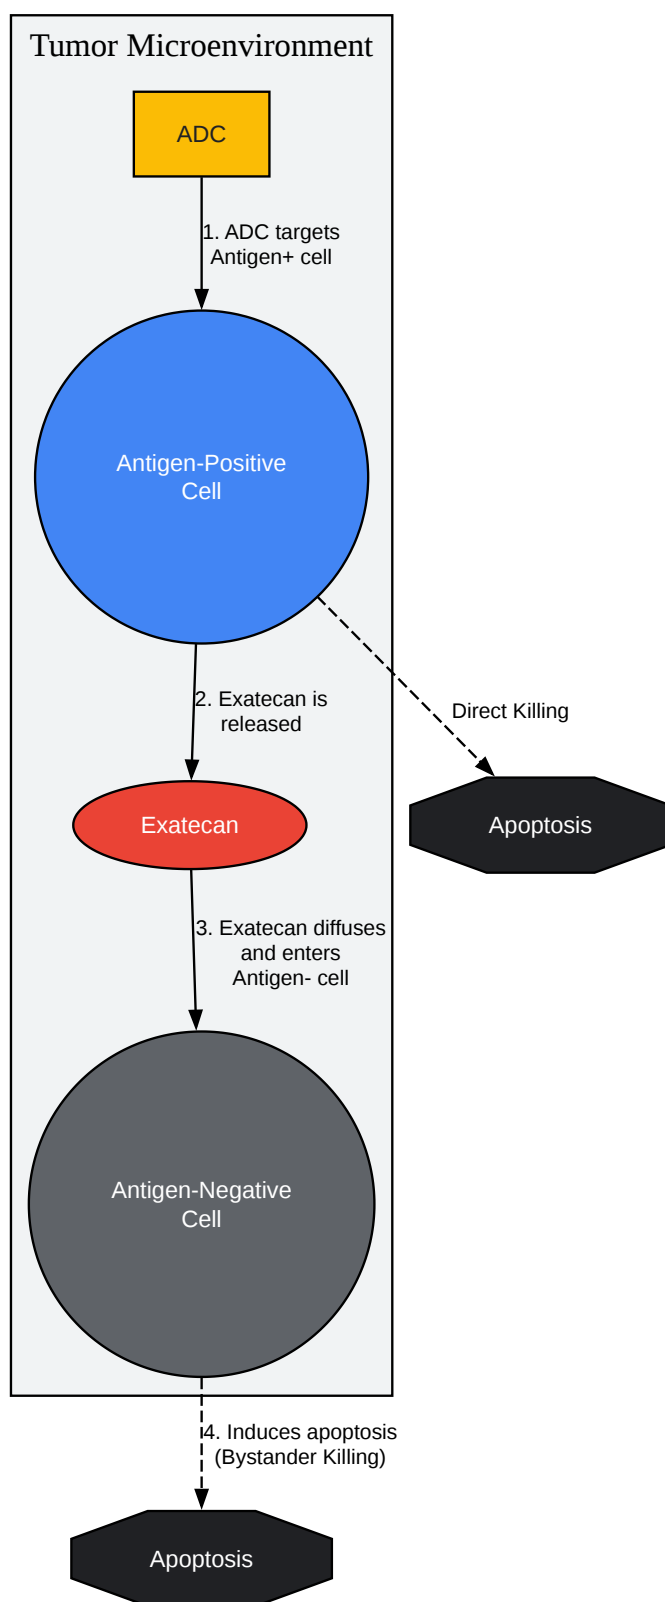 Tumor Microenvironment
ADC
1. ADC targets
Antigen+ cell
Antigen-Positive
Cell
2. Exatecan is
released
Direct Killing
Exatecan
Apoptosis
3. Exatecan diffuses
and enters
Antigen- cell
Antigen-Negative
Cell
4. Induces apoptosis
(Bystander Killing)
Apoptosis